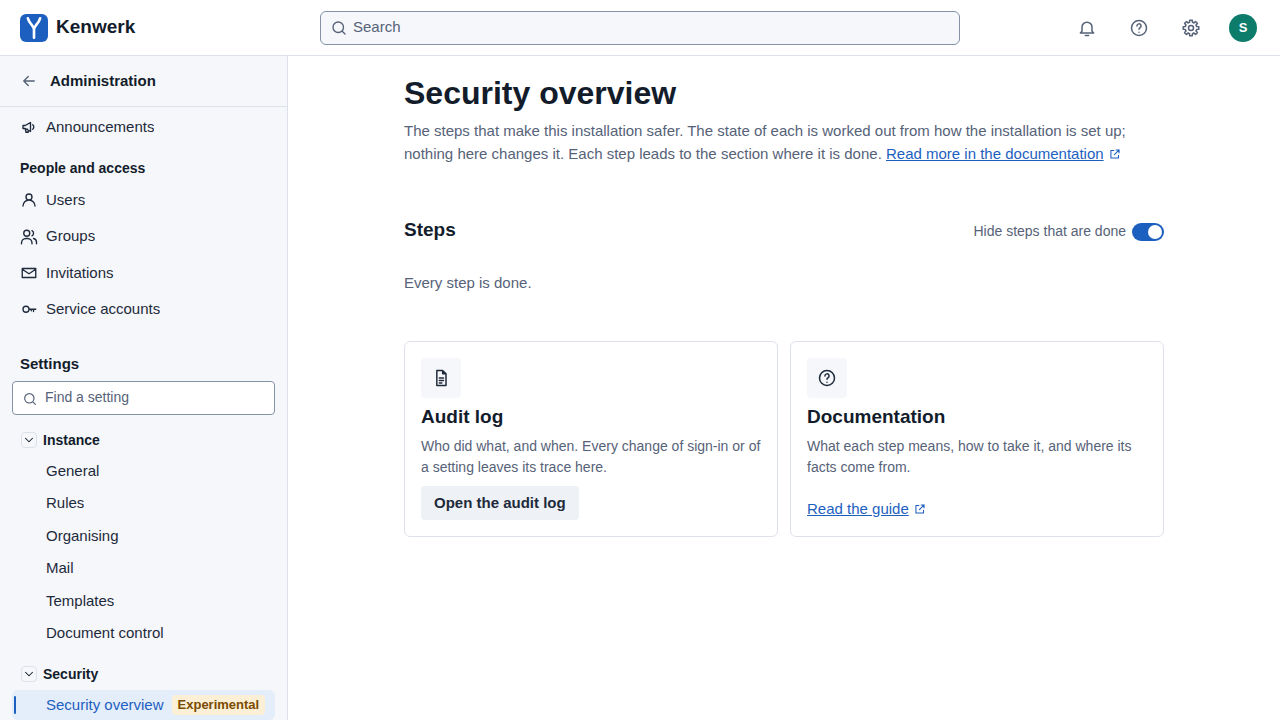 Kenwerk
Search
S
Administration
Announcements
People and access
Users
Groups
Invitations
Service accounts
Settings
Find a setting
Instance
General
Rules
Organising
Mail
Templates
Document control
Security
Security overview Experimental
Security overview
The steps that make this installation safer. The state of each is worked out from how the installation is set up;
nothing here changes it. Each step leads to the section where it is done. Read more in the documentation
Steps
Hide steps that are done
Every step is done.
Audit log
Who did what, and when. Every change of sign-in or of
a setting leaves its trace here.
Open the audit log
Documentation
What each step means, how to take it, and where its
facts come from.
Read the guide